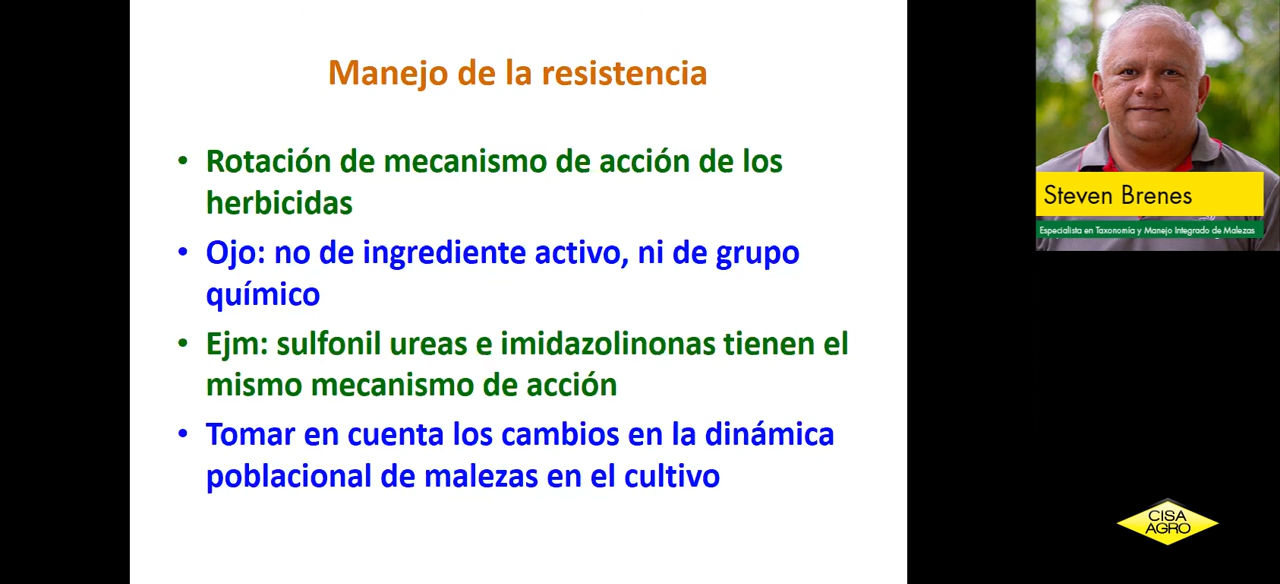 Manejo de la resistencia
• Rotación de mecanismo de acción de los
herbicidas
• Ojo: no de ingrediente activo, ni de grupo
químico
• Ejm: sulfonil ureas e imidazolinonas tienen el
mismo mecanismo de acción
• Tomar en cuenta los cambios en la dinámica
poblacional de malezas en el cultivo
Steven Brenes
Especialista en Taxonomía y Manejo Integrado de Malezas
CISA
AGRO